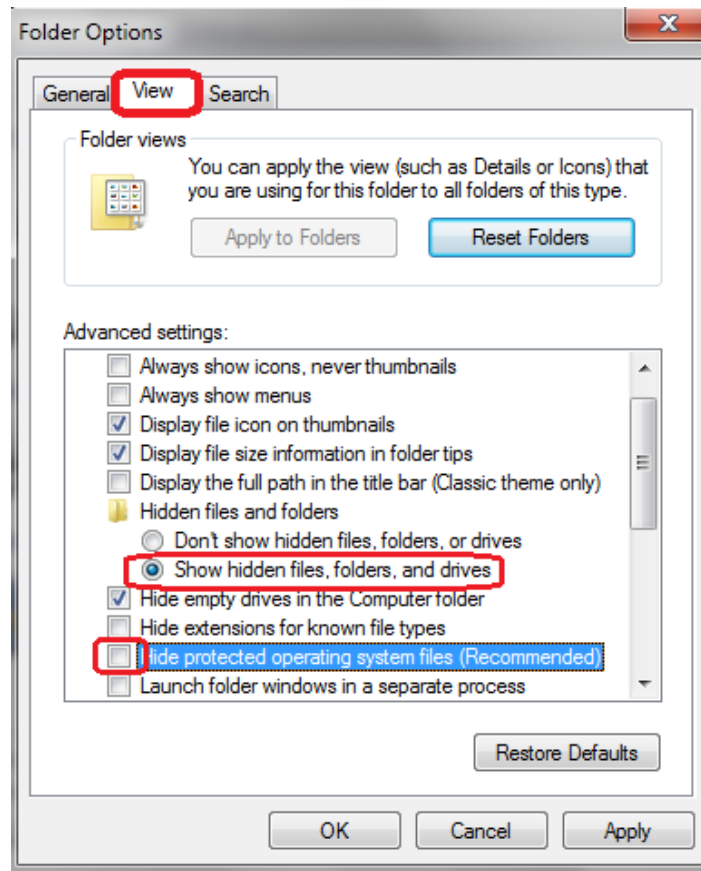 Folder Options
General
View
Search
Folder views
You can apply the view (such as Details or Icons) that
you are using for this folder to all folders of this type.
Apply to Folders
Reset Folders
Advanced settings:
Always show icons, never thumbnails
Always show menus
Display file icon on thumbnails
Display file size information in folder tips
Display the full path in the title bar (Classic theme only)
Hidden files and folders
Don't show hidden files, folders, or drives
Show hidden files, folders, and drives
Hide empty drives in the Computer folder
Hide extensions for known file types
Hide protected operating system files (Recommended)
Launch folder windows in a separate process
Restore Defaults
OK
Cancel
Apply